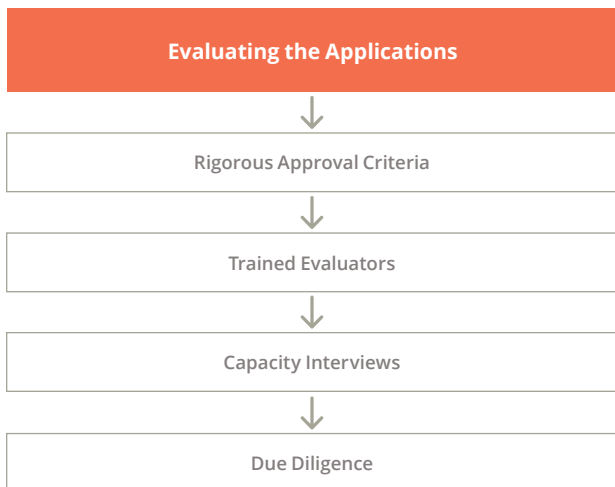 Evaluating the Applications
Rigorous Approval Criteria
Trained Evaluators
Capacity Interviews
Due Diligence